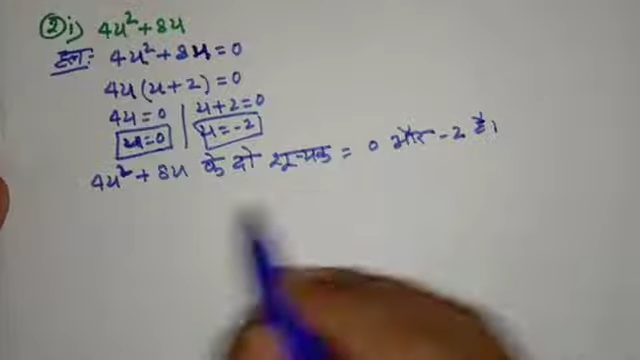 ② i) 4u² + 8u
हल:- 4u² + 8u = 0
4u (u + 2) = 0
4u = 0 | u + 2 = 0
u = 0 | u = -2
4u² + 8u के दो शून्यक = 0 और -2 है।